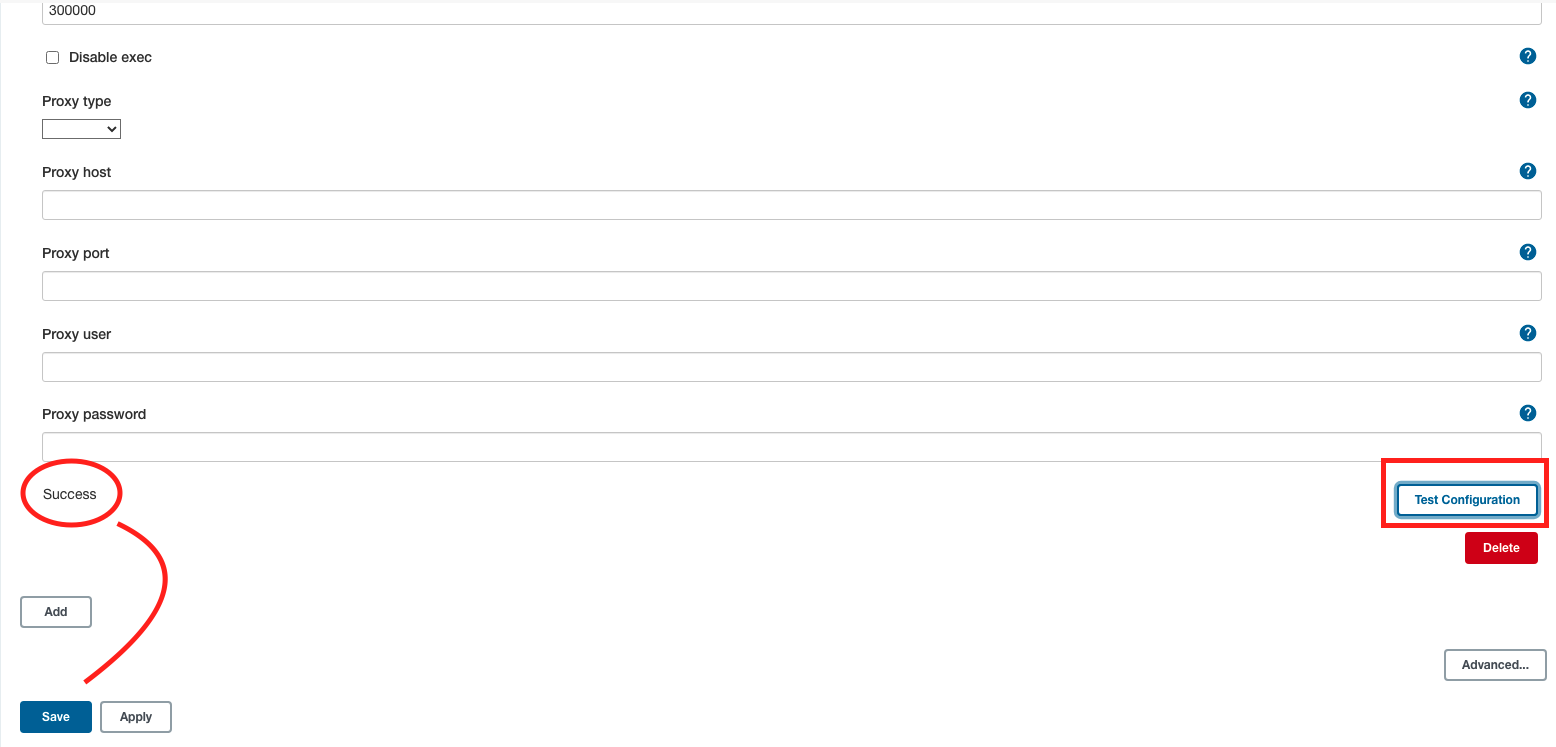 300000
Disable exec
?
Proxy type
?
Proxy host
?
Proxy port
?
Proxy user
?
Proxy password
?
Success
Test Configuration
Delete
Add
Advanced...
Save Apply